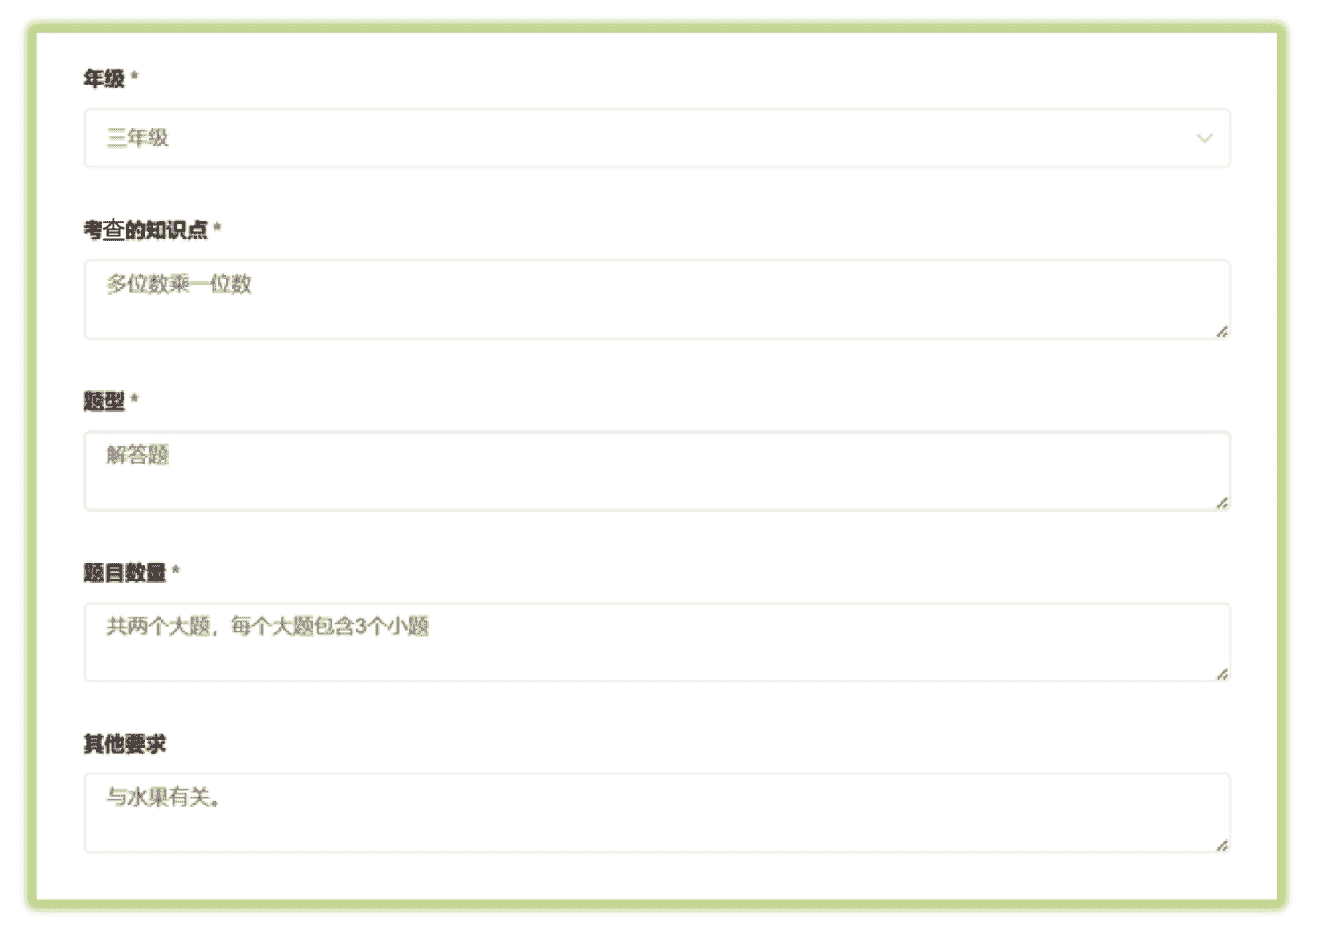 年级 *
三年级
考查的知识点 *
多位数乘一位数
题型 *
解答题
题目数量 *
共两个大题，每个大题包含3个小题
其他要求
与水果有关。